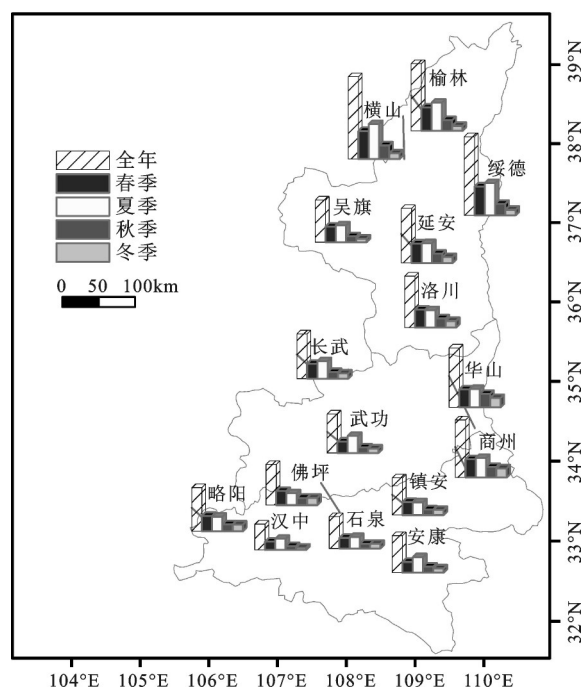 榆林
横山
绥德
全年
春季
夏季
秋季
冬季
吴旗
延安
0 50 100km
洛川
长武
华山
武功
商州
佛坪
镇安
略阳
汉中
石泉
安康
39°N
38°N
37°N
36°N
35°N
34°N
33°N
32°N
104°E 105°E 106°E 107°E 108°E 109°E 110°E